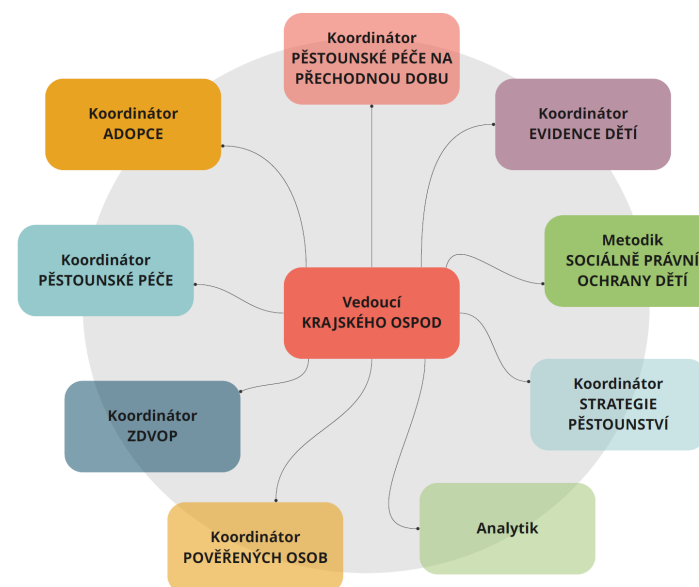 Koordinátor
PĚSTOUNSKÉ PÉČE NA
PŘECHODNOU DOBU
Koordinátor
ADOPCE
Koordinátor
EVIDENCE DĚTÍ
Koordinátor
PĚSTOUNSKÉ PÉČE
Metodik
SOCIÁLNĚ PRÁVNÍ
OCHRANY DĚTÍ
Vedoucí
KRAJSKÉHO OSPOD
Koordinátor
STRATEGIE
PĚSTOUNSTVÍ
Koordinátor
ZDVOP
Analytik
Koordinátor
POVĚŘENÝCH OSOB